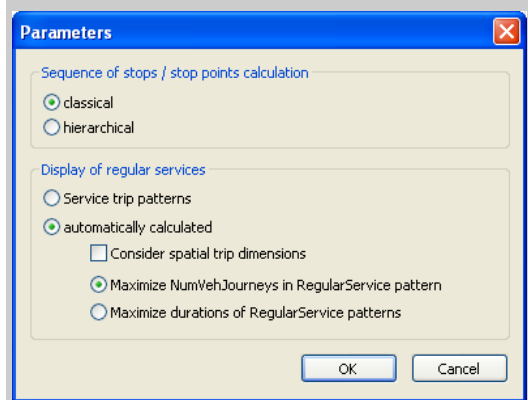 Parameters
Sequence of stops / stop points calculation
classical
hierarchical
Display of regular services
Service trip patterns
automatically calculated
Consider spatial trip dimensions
Maximize NumVehJourneys in RegularService pattern
Maximize durations of RegularService patterns
OK Cancel